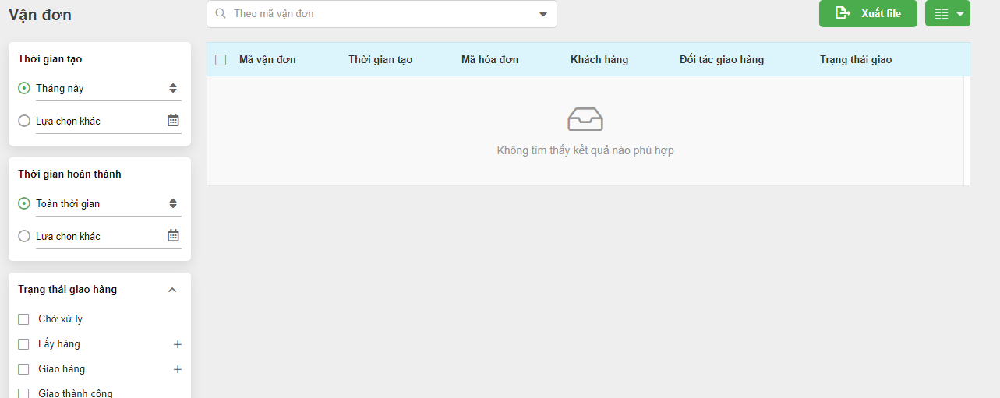 Vận đơn
Theo mã vận đơn
Xuất file
Thời gian tạo
Tháng này
Lựa chọn khác
Thời gian hoàn thành
Toàn thời gian
Lựa chọn khác
Trạng thái giao hàng
Chờ xử lý
Lấy hàng
Giao hàng
Giao thành công
Mã vận đơn Thời gian tạo Mã hóa đơn Khách hàng Đối tác giao hàng Trạng thái giao
Không tìm thấy kết quả nào phù hợp